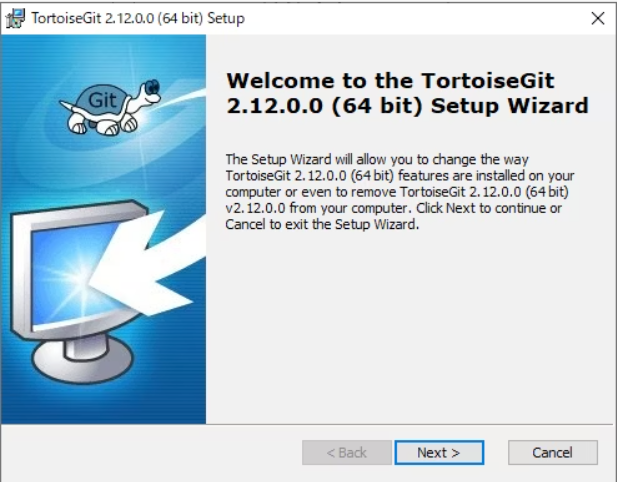 TortoiseGit 2.12.0.0 (64 bit) Setup
Git
Welcome to the TortoiseGit
2.12.0.0 (64 bit) Setup Wizard
The Setup Wizard will allow you to change the way
TortoiseGit 2.12.0.0 (64 bit) features are installed on your
computer or even to remove TortoiseGit 2.12.0.0 (64 bit)
v2.12.0.0 from your computer. Click Next to continue or
Cancel to exit the Setup Wizard.
< Back
Next >
Cancel